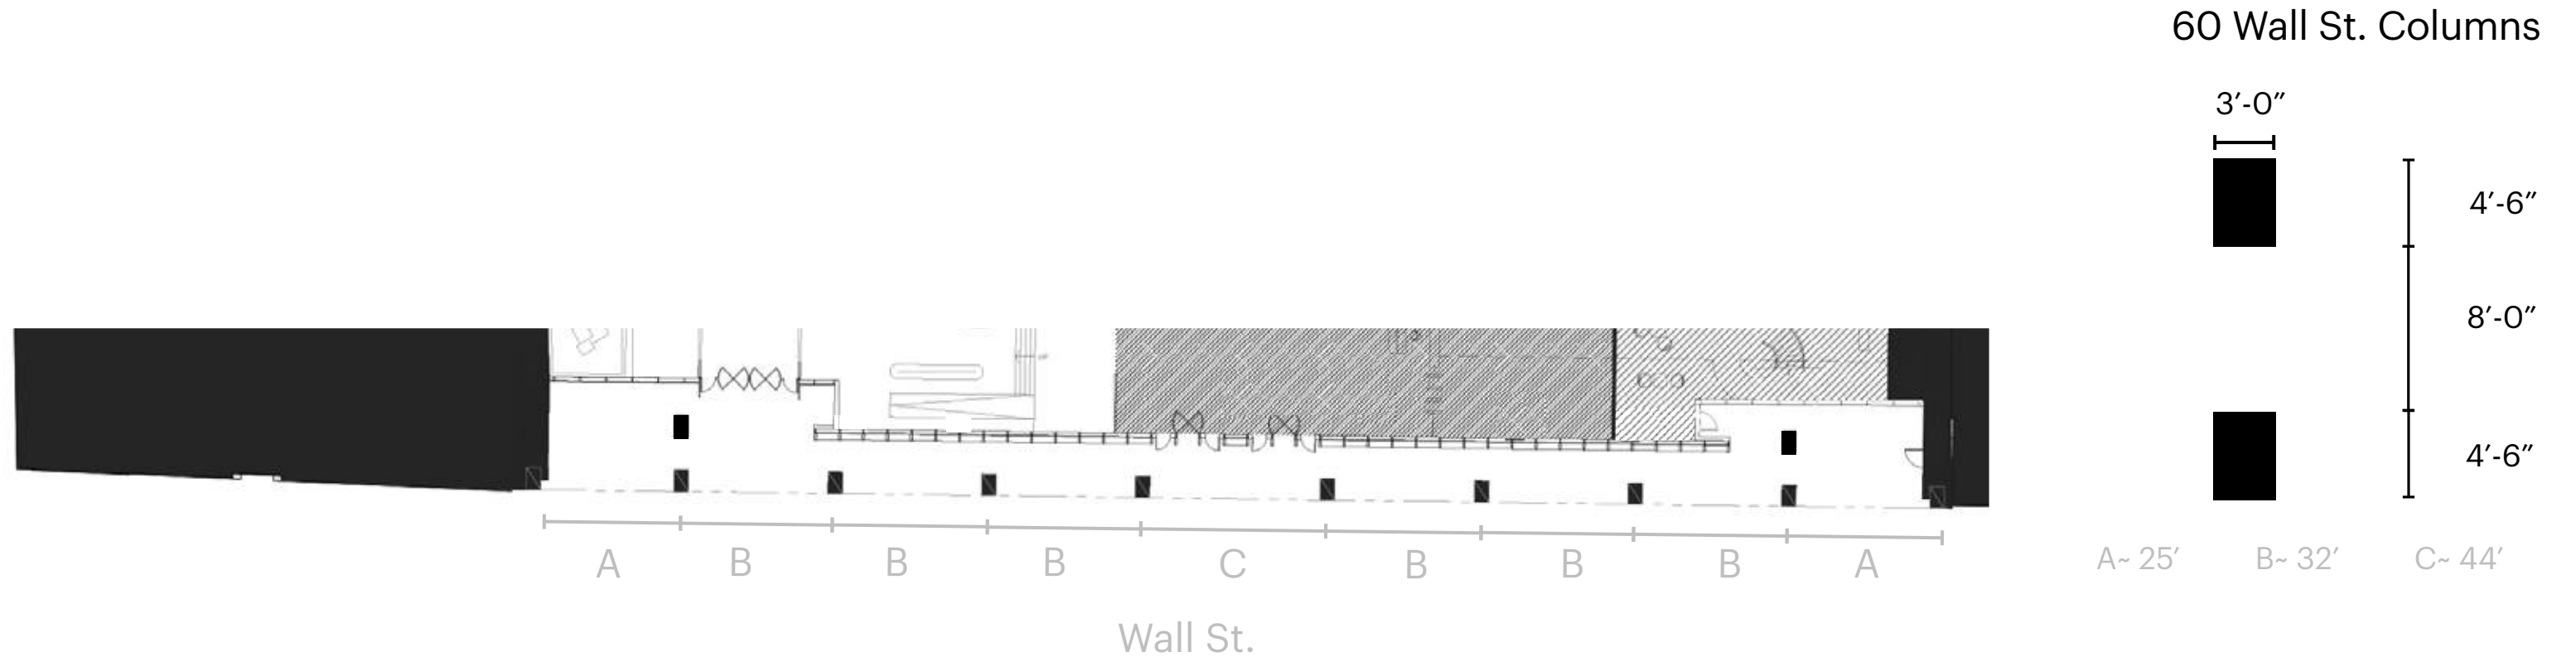 60 Wall St. Columns
3′-0″
4′-6″
8′-0″
4′-6″
A B B B C B B B A
A~ 25′ B~ 32′ C~ 44′
Wall St.